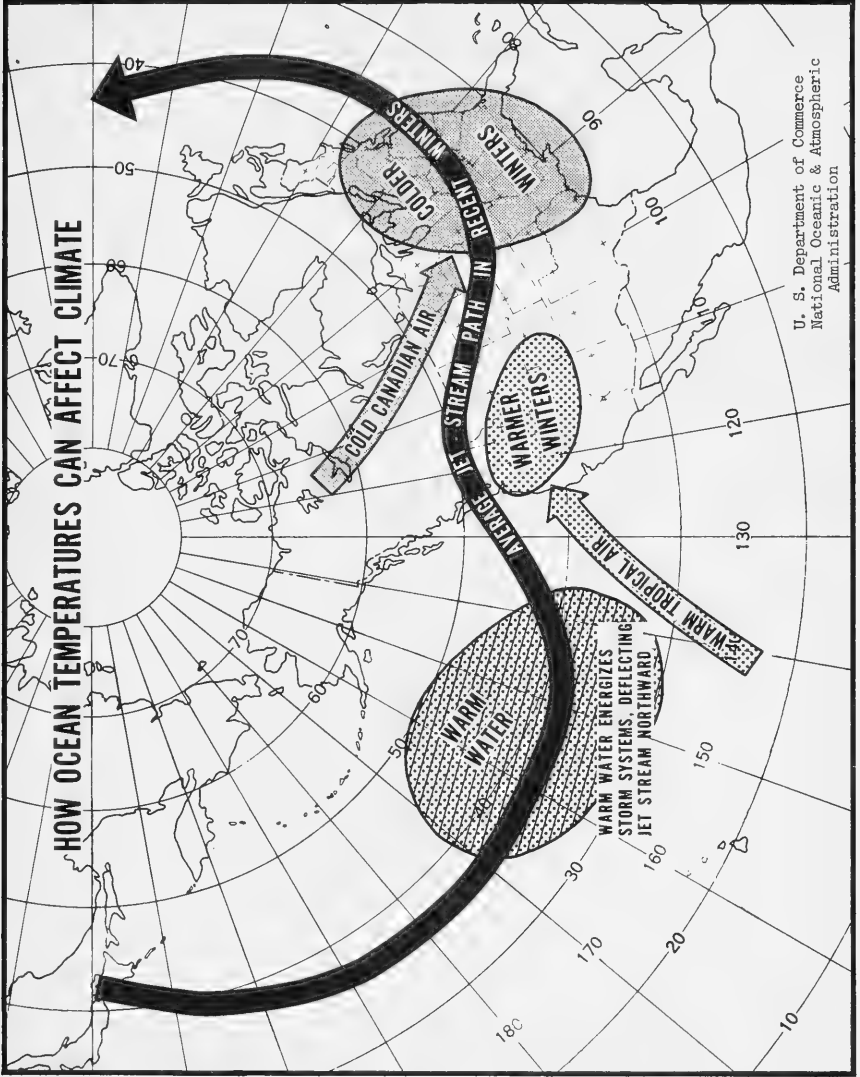 HOW OCEAN TEMPERATURES CAN AFFECT CLIMATE
40
50
60
70
COLD CANADIAN AIR
COLDER
WINTERS
AVERAGE JET STREAM PATH IN RECENT WINTERS
WARMER
WINTERS
WARM TROPICAL AIR
WARM
WATER
WARM WATER ENERGIZES
STORM SYSTEMS, DEFLECTING
JET STREAM NORTHWARD
70
60
50
40
30
20
10
180
170
160
150
140
130
120
110
100
90
80
U. S. Department of Commerce
National Oceanic & Atmospheric
Administration